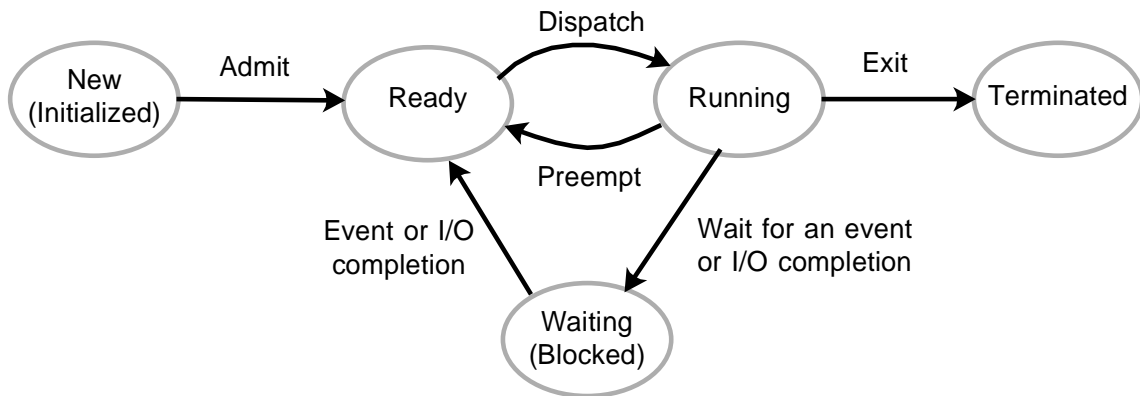 Dispatch
New
(Initialized)
Admit
Ready
Running
Exit
Terminated
Preempt
Event or I/O
completion
Wait for an event
or I/O completion
Waiting
(Blocked)